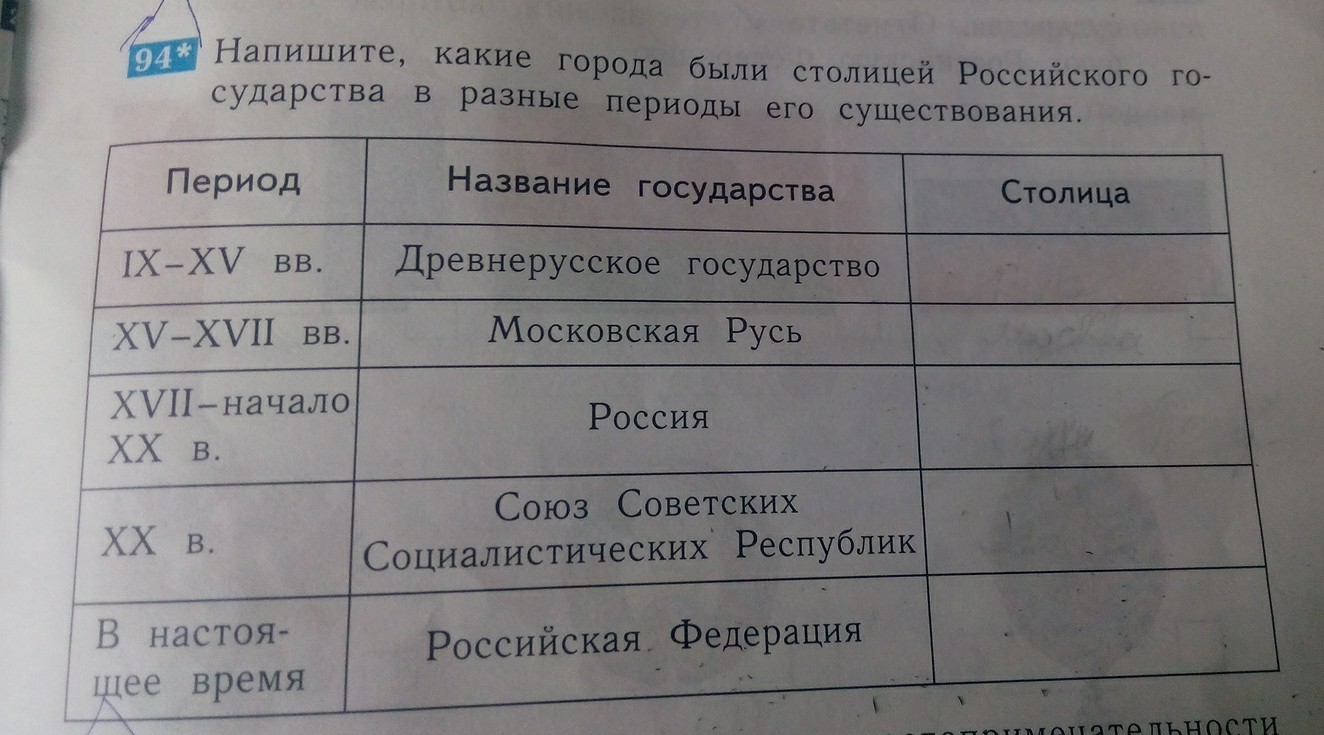 94* Напишите, какие города были столицей Российского го-
сударства в разные периоды его существования.
Период Название государства Столица
IX–XV вв. Древнерусское государство
XV–XVII вв. Московская Русь
XVII–начало
XX в.
Россия
XX в.
Союз Советских
Социалистических Республик
В настоя-
щее время
Российская Федерация